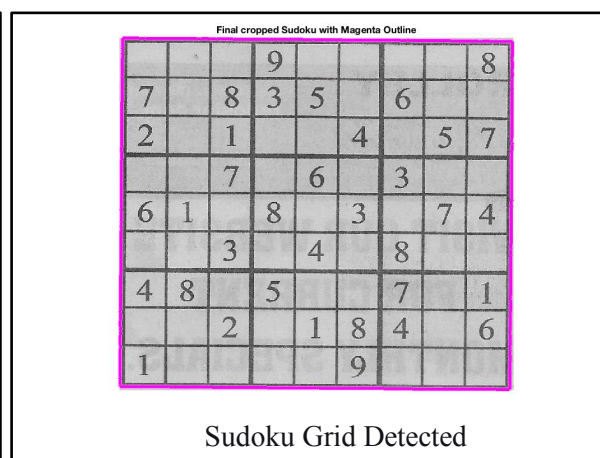 Final cropped Sudoku with Magenta Outline
9 8
7 8 3 5 6
2 1 4 5 7
7 6 3
6 1 8 3 7 4
3 4 8
4 8 5 7 1
2 1 8 4 6
1 9
Sudoku Grid Detected